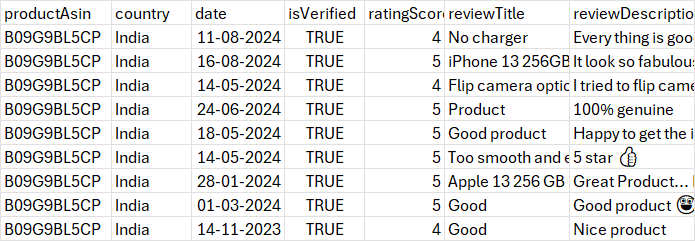 productAsin country date isVerified ratingScore reviewTitle reviewDescriptio
B09G9BL5CP India 11-08-2024 TRUE 4 No charger Every thing is goo
B09G9BL5CP India 16-08-2024 TRUE 5 iPhone 13 256GB It look so fabulous
B09G9BL5CP India 14-05-2024 TRUE 4 Flip camera optic I tried to flip came
B09G9BL5CP India 24-06-2024 TRUE 5 Product 100% genuine
B09G9BL5CP India 18-05-2024 TRUE 5 Good product Happy to get the i
B09G9BL5CP India 14-05-2024 TRUE 5 Too smooth and e 5 star 👍
B09G9BL5CP India 28-01-2024 TRUE 5 Apple 13 256 GB Great Product...
B09G9BL5CP India 01-03-2024 TRUE 5 Good Good product 😀
B09G9BL5CP India 14-11-2023 TRUE 4 Good Nice product